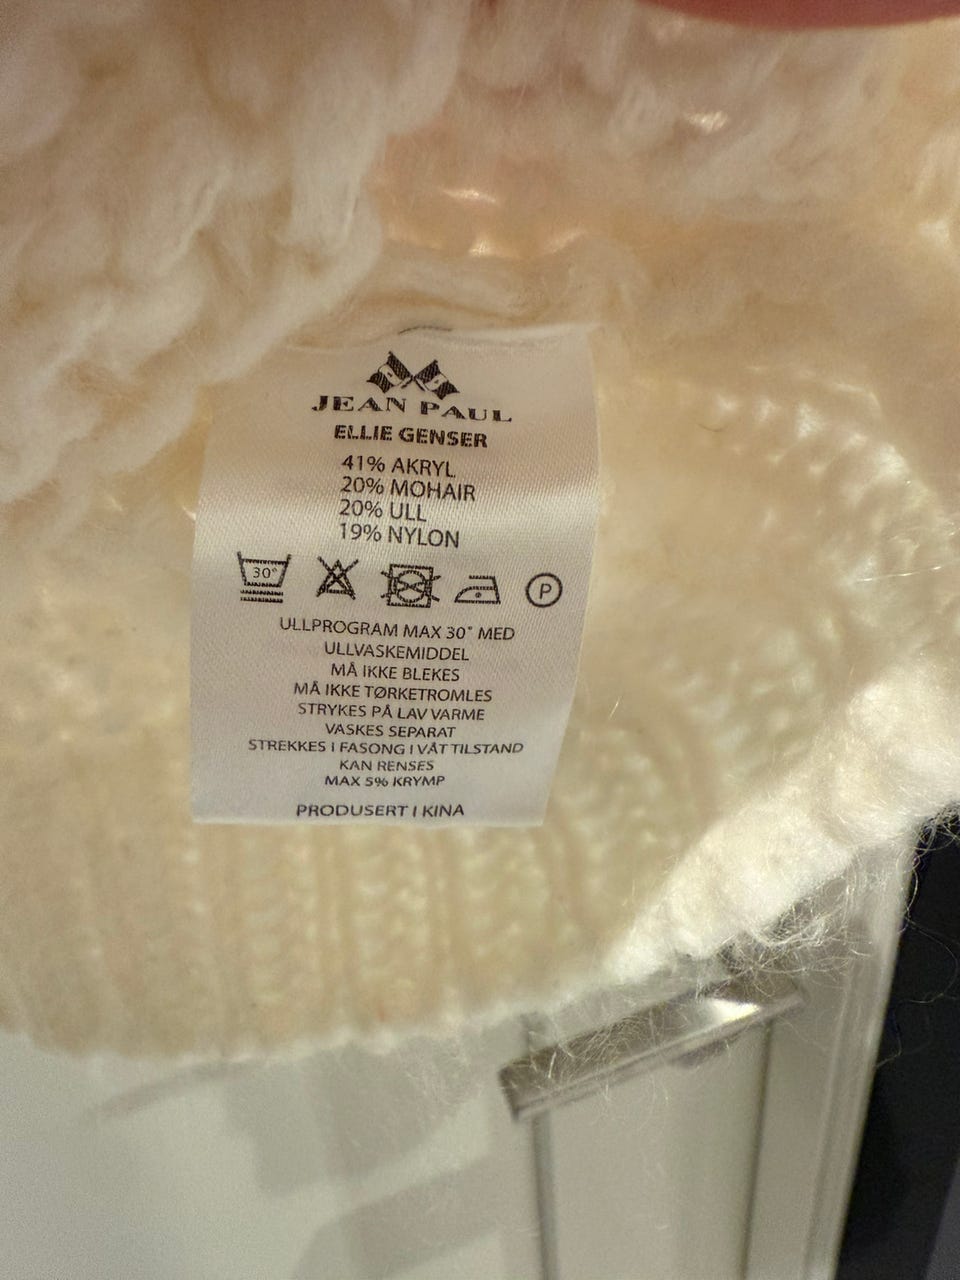 JEAN PAUL
ELLIE GENSER
41% AKRYL
20% MOHAIR
20% ULL
19% NYLON
30°
P
ULLPROGRAM MAX 30° MED
ULLVASKEMIDDEL
MÅ IKKE BLEKES
MÅ IKKE TØRKETROMLES
STRYKES PÅ LAV VARME
VASKES SEPARAT
STREKKES I FASONG I VÅT TILSTAND
KAN RENSES
MAX 5% KRYMP
PRODUSERT I KINA